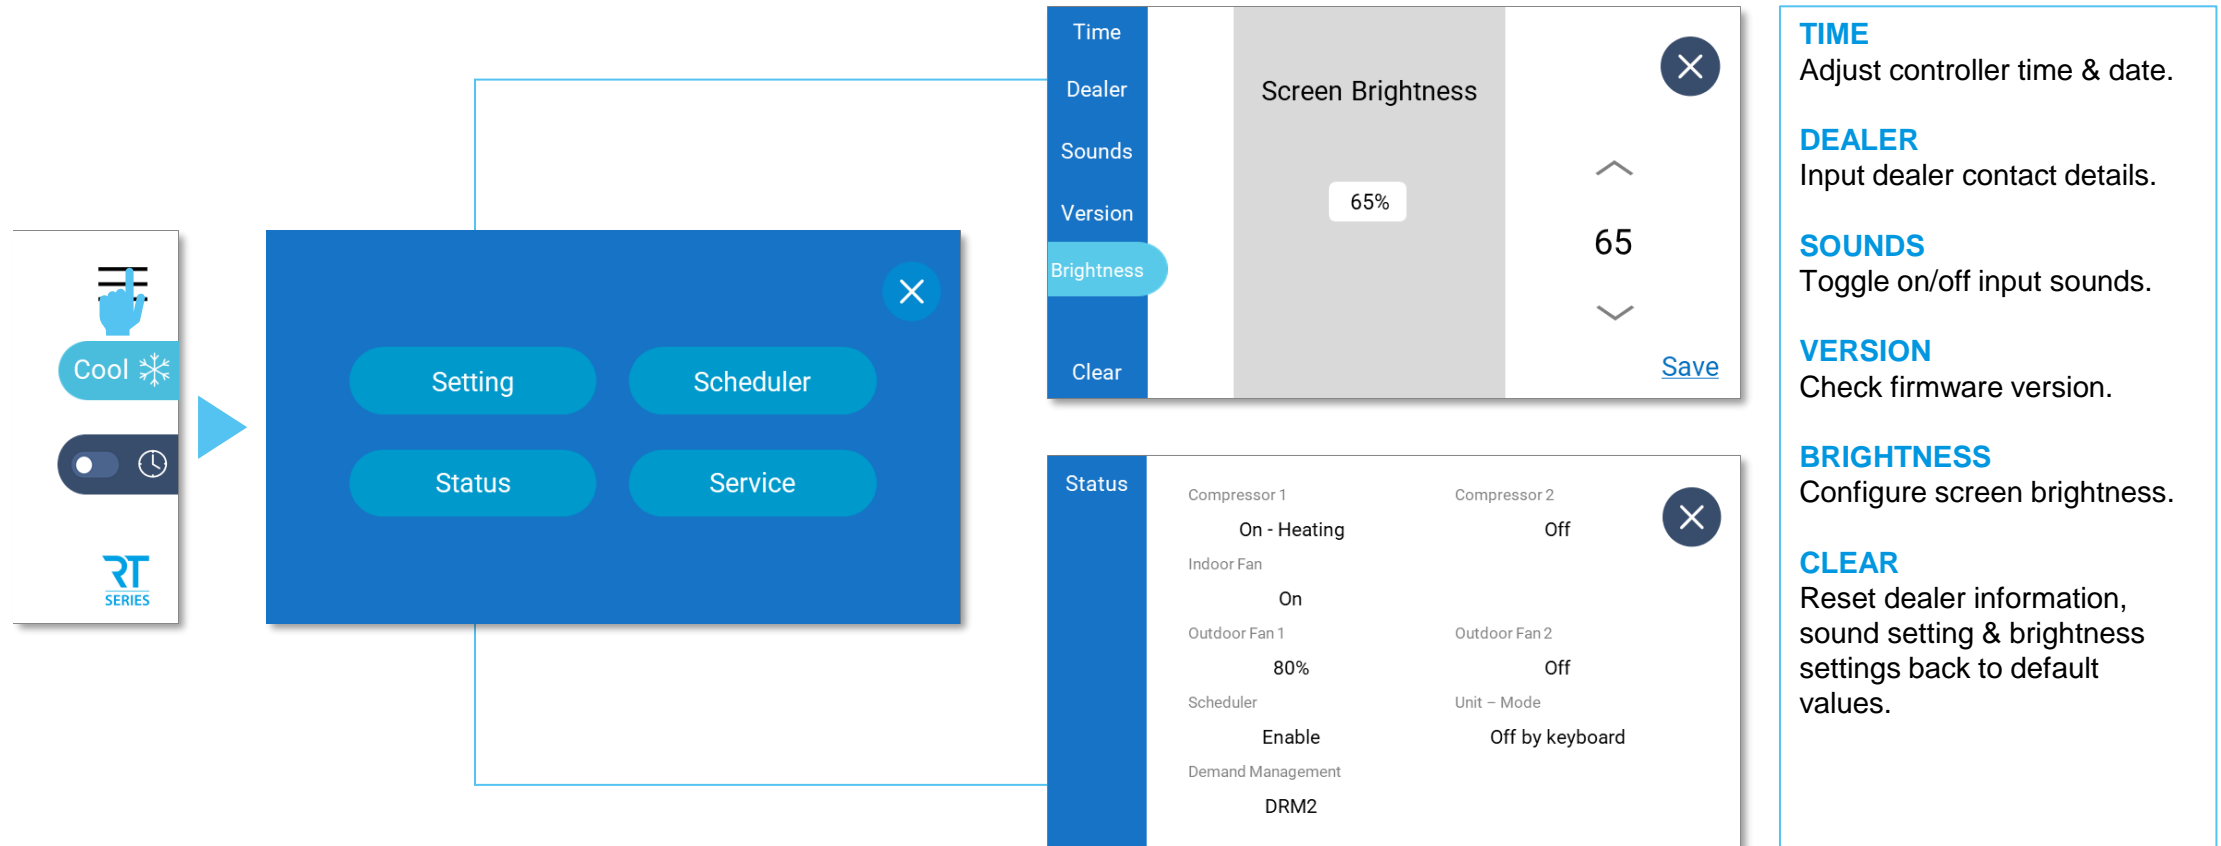 Cool
RT
SERIES
Setting
Scheduler
Status
Service
Time
Dealer
Sounds
Version
Brightness
Clear
Screen Brightness
65%
65
Save
Status
Compressor 1
Compressor 2
On - Heating
Off
Indoor Fan
On
Outdoor Fan 1
Outdoor Fan 2
80%
Off
Scheduler
Unit – Mode
Enable
Off by keyboard
Demand Management
DRM2
TIME
Adjust controller time & date.
DEALER
Input dealer contact details.
SOUNDS
Toggle on/off input sounds.
VERSION
Check firmware version.
BRIGHTNESS
Configure screen brightness.
CLEAR
Reset dealer information,
sound setting & brightness
settings back to default
values.